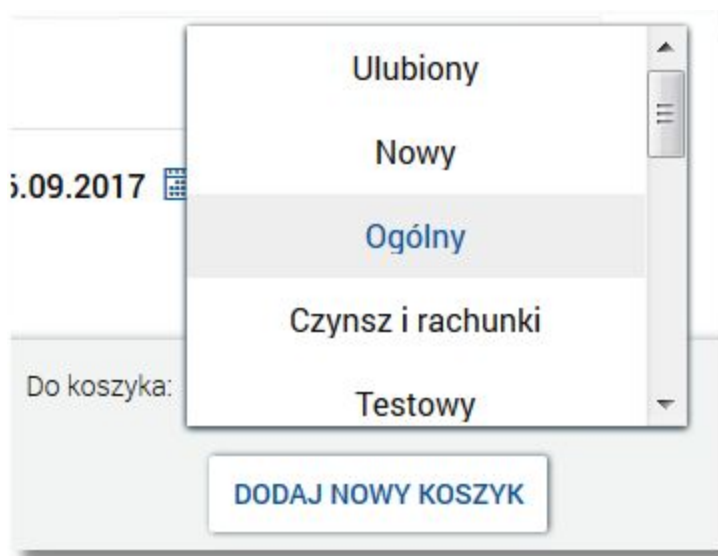 Ulubiony
Nowy
.09.2017
Ogólny
Czynsz i rachunki
Do koszyka:
Testowy
DODAJ NOWY KOSZYK